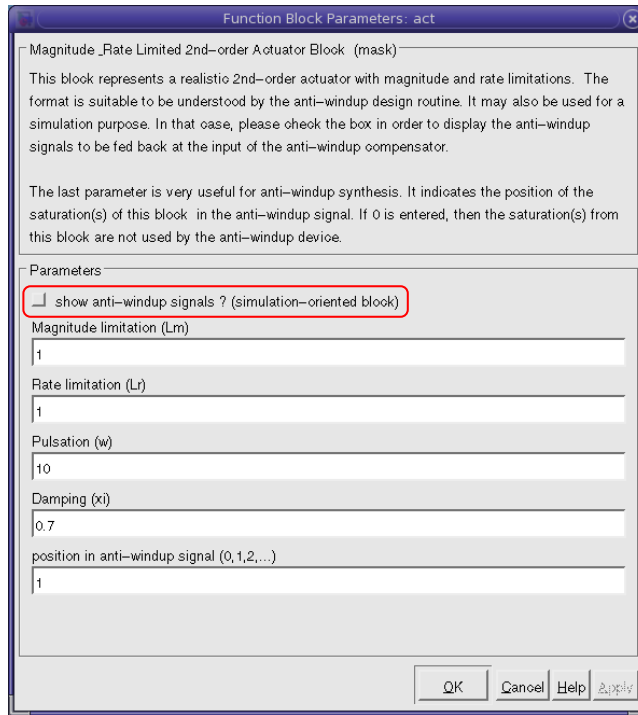 Function Block Parameters: act
Magnitude _Rate Limited 2nd-order Actuator Block (mask)
This block represents a realistic 2nd-order actuator with magnitude and rate limitations. The
format is suitable to be understood by the anti-windup design routine. It may also be used for a
simulation purpose. In that case, please check the box in order to display the anti-windup
signals to be fed back at the input of the anti-windup compensator.
The last parameter is very useful for anti-windup synthesis. It indicates the position of the
saturation(s) of this block in the anti-windup signal. If 0 is entered, then the saturation(s) from
this block are not used by the anti-windup device.
Parameters
show anti-windup signals ? (simulation-oriented block)
Magnitude limitation (Lm)
1
Rate limitation (Lr)
1
Pulsation (w)
10
Damping (xi)
0.7
position in anti-windup signal (0,1,2,...)
1
OK Cancel Help Apply